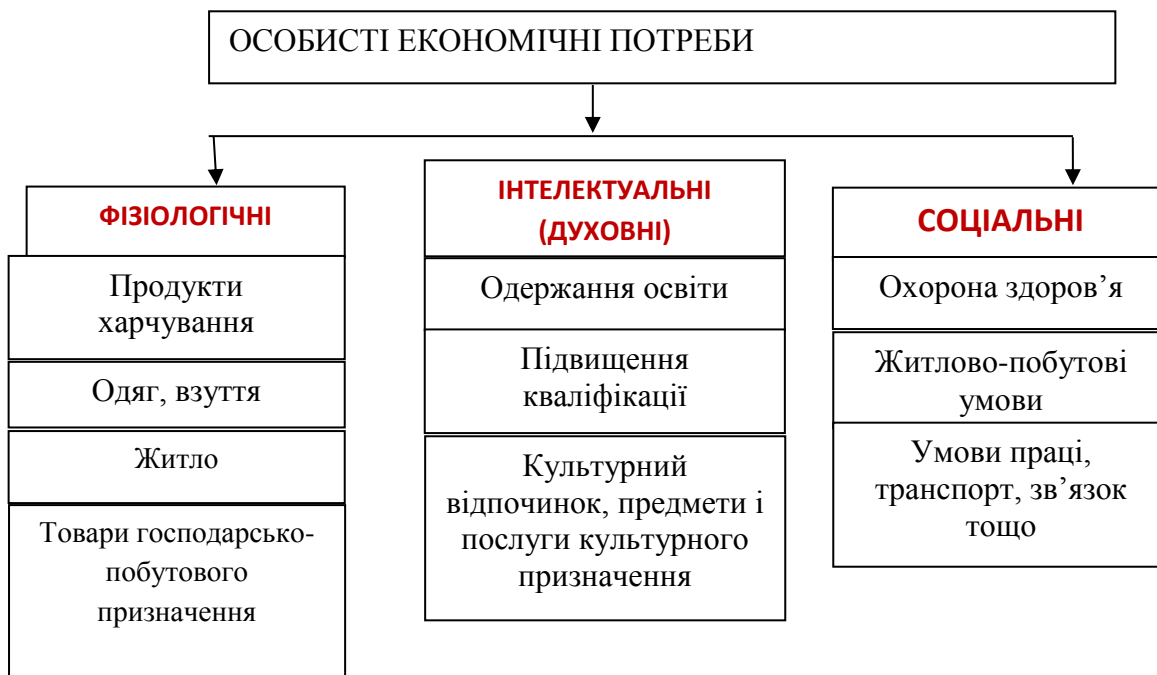 ОСОБИСТІ ЕКОНОМІЧНІ ПОТРЕБИ
ФІЗІОЛОГІЧНІ
Продукти
харчування
Одяг, взуття
Житло
Товари господарсько-
побутового
призначення
ІНТЕЛЕКТУАЛЬНІ
(ДУХОВНІ)
Одержання освіти
Підвищення
кваліфікації
Культурний
відпочинок, предмети і
послуги культурного
призначення
СОЦІАЛЬНІ
Охорона здоров’я
Житлово-побутові
умови
Умови праці,
транспорт, зв’язок
тощо